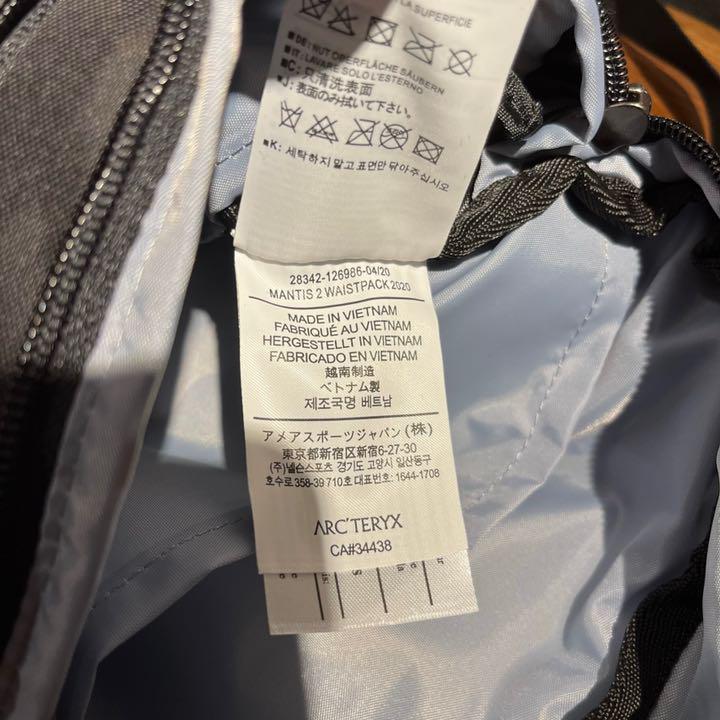 LA SUPERFICIE
■DE: NUT OBERFLÄCHE SÄUBERN
■IT: LAVARE SOLO L'ESTERNO
■C: 只清洗表面
■J: 表面のみ拭いて下さい。
■K: 세탁하지말고표면만닦아주십시오
28342-126986-04/20
MANTIS 2 WAISTPACK 2020
MADE IN VIETNAM
FABRIQUÉ AU VIETNAM
HERGESTELLT IN VIETNAM
FABRICADO EN VIETNAM
越南制造
ベトナム製
제조국명 베트남
アメアスポーツジャパン(株)
東京都新宿区新宿6-27-30
(주)넬슨스포츠 경기도 고양시 일산동구
호수로358-39 710호 대표번호: 1644-1708
ARC'TERYX
CA#34438